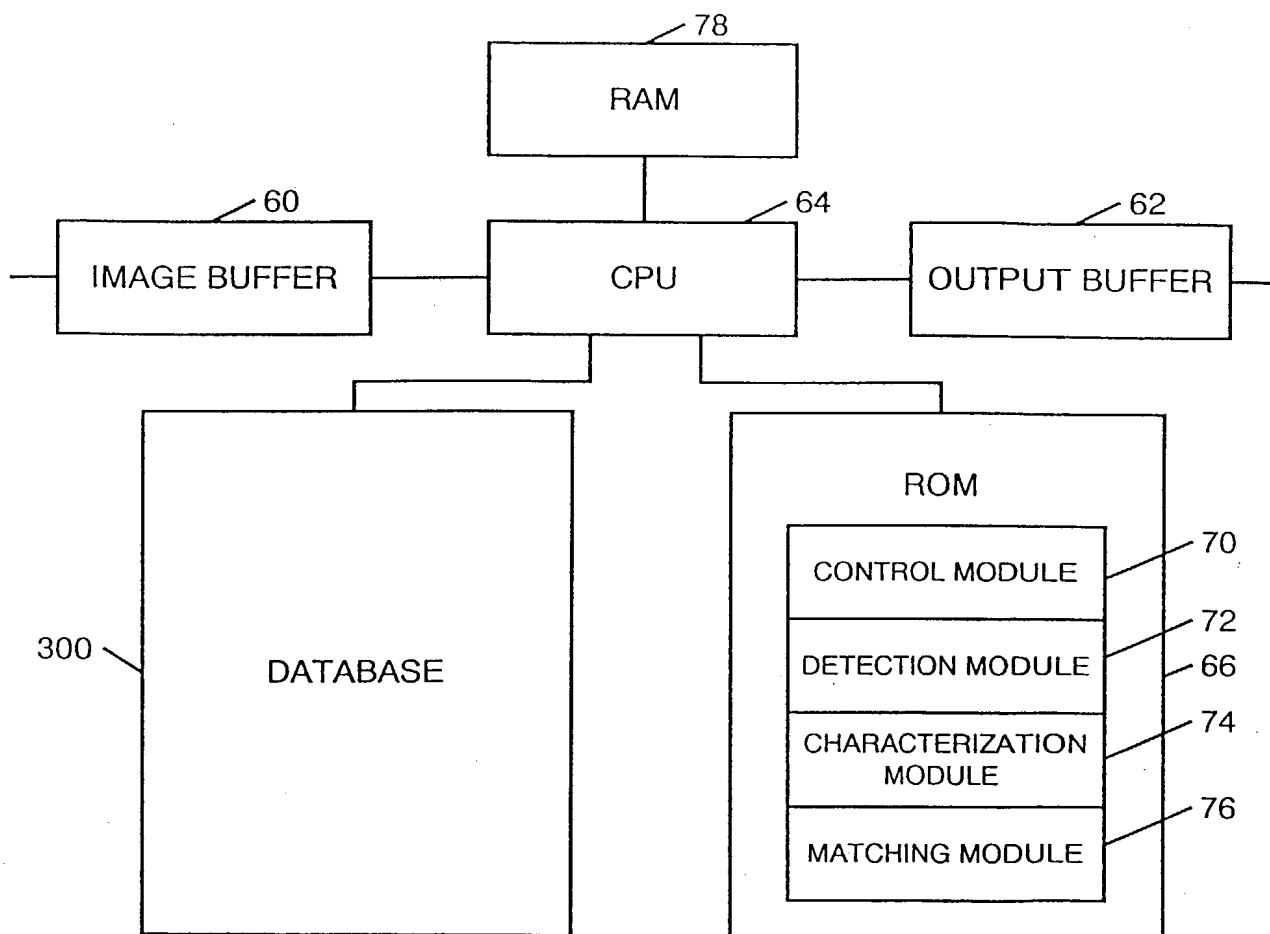 78
RAM
60
64
62
IMAGE BUFFER
CPU
OUTPUT BUFFER
ROM
CONTROL MODULE
70
DETECTION MODULE
72
300
DATABASE
66
CHARACTERIZATION
MODULE
74
MATCHING MODULE
76